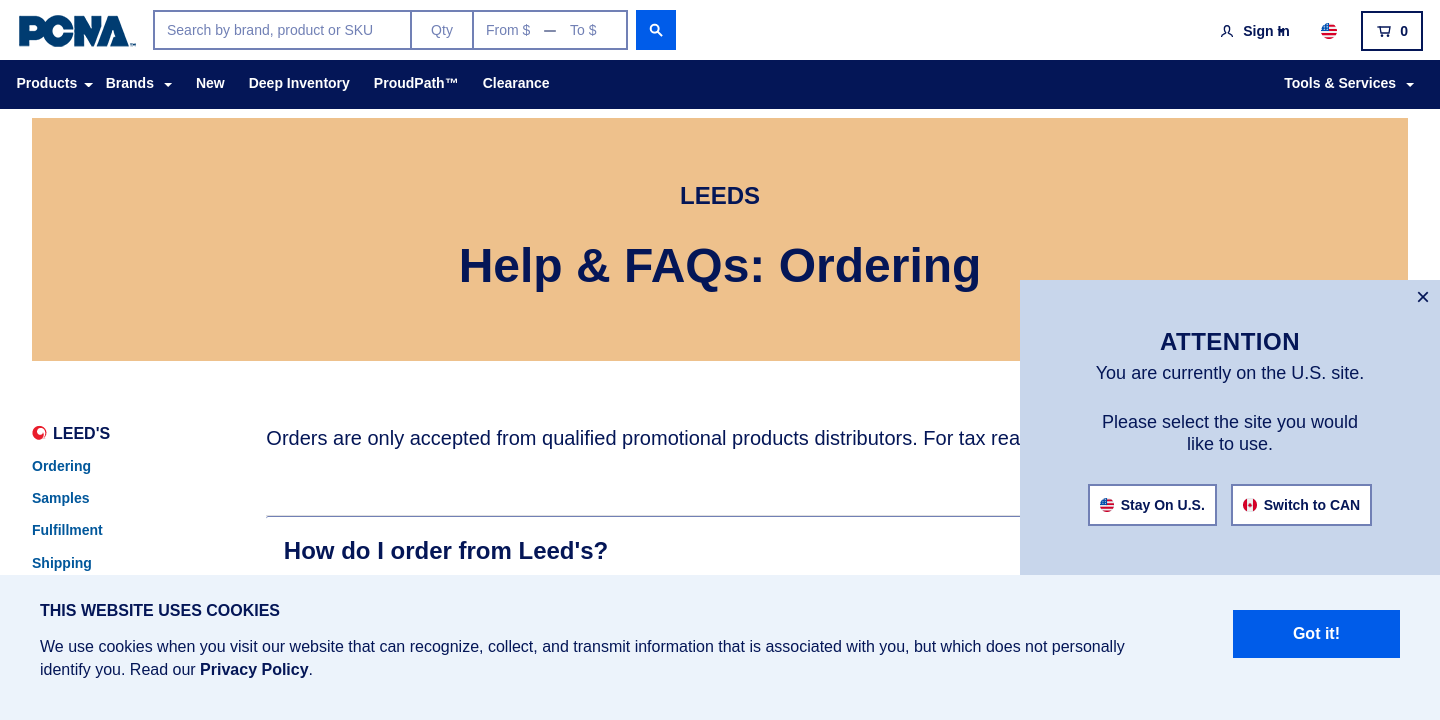 PCNA™
Search by brand, product or SKU
Qty
From $ — To $
Sign In
0
Products
Brands
New
Deep Inventory
ProudPath™
Clearance
Tools & Services
LEEDS
Help & FAQs: Ordering
×
ATTENTION
You are currently on the U.S. site.
Please select the site you would
like to use.
Stay On U.S.
Switch to CAN
LEED'S
Ordering
Samples
Fulfillment
Shipping
Orders are only accepted from qualified promotional products distributors. For tax rea
How do I order from Leed's?
THIS WEBSITE USES COOKIES
We use cookies when you visit our website that can recognize, collect, and transmit information that is associated with you, but which does not personally
identify you. Read our Privacy Policy.
Got it!